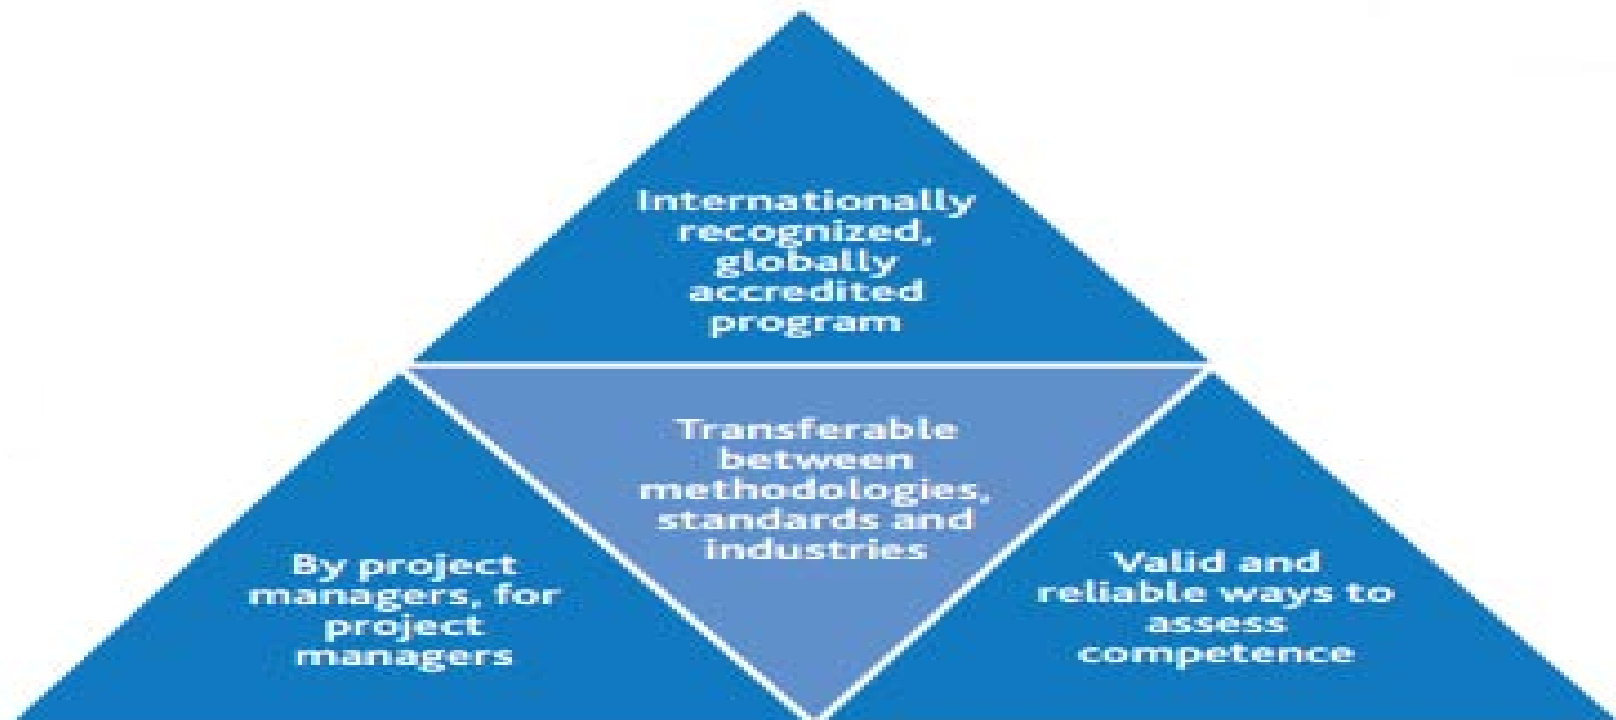 Internationally
recognized,
globally
accredited
program
Transferable
between
methodologies,
standards and
industries
By project
managers, for
project
managers
Valid and
reliable ways to
assess
competence